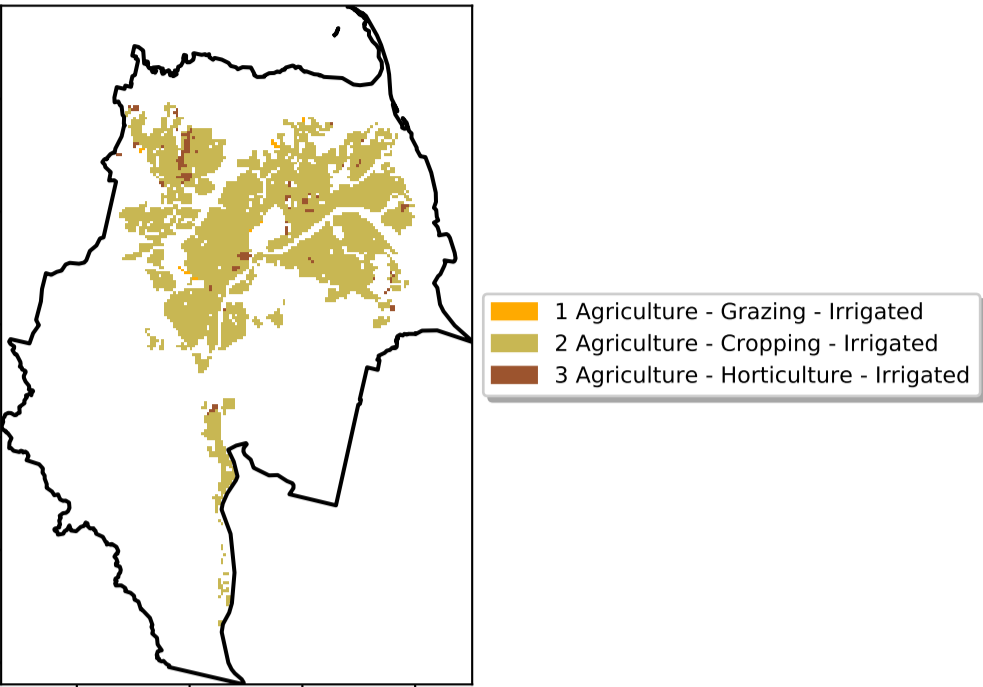 1 Agriculture - Grazing - Irrigated
2 Agriculture - Cropping - Irrigated
3 Agriculture - Horticulture - Irrigated